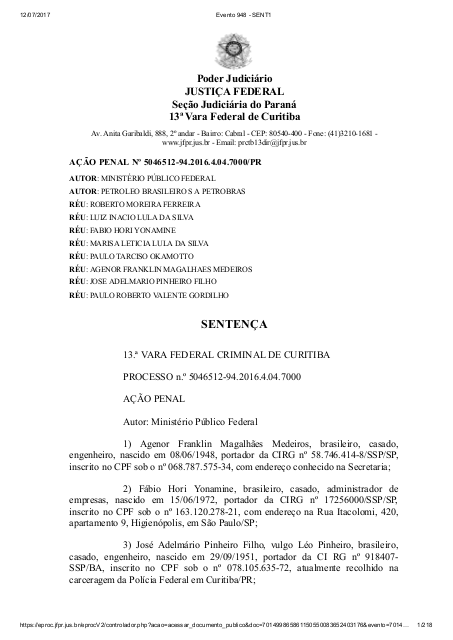 12/07/2017 Evento 948 - SENT1
Poder Judiciário
JUSTIÇA FEDERAL
Seção Judiciária do Paraná
13ª Vara Federal de Curitiba
Av. Anita Garibaldi, 888, 2º andar - Bairro: Cabral - CEP: 80540-400 - Fone: (41)3210-1681 -
www.jfpr.jus.br - Email: prctb13dir@jfpr.jus.br
AÇÃO PENAL Nº 5046512-94.2016.4.04.7000/PR
AUTOR: MINISTÉRIO PÚBLICO FEDERAL
AUTOR: PETROLEO BRASILEIRO S A PETROBRAS
RÉU: ROBERTO MOREIRA FERREIRA
RÉU: LUIZ INACIO LULA DA SILVA
RÉU: FABIO HORI YONAMINE
RÉU: MARISA LETICIA LULA DA SILVA
RÉU: PAULO TARCISO OKAMOTTO
RÉU: AGENOR FRANKLIN MAGALHAES MEDEIROS
RÉU: JOSE ADELMARIO PINHEIRO FILHO
RÉU: PAULO ROBERTO VALENTE GORDILHO
SENTENÇA
13.ª VARA FEDERAL CRIMINAL DE CURITIBA
PROCESSO n.º 5046512-94.2016.4.04.7000
AÇÃO PENAL
Autor: Ministério Público Federal
1) Agenor Franklin Magalhães Medeiros, brasileiro, casado,
engenheiro, nascido em 08/06/1948, portador da CIRG nº 58.746.414-8/SSP/SP,
inscrito no CPF sob o nº 068.787.575-34, com endereço conhecido na Secretaria;
2) Fábio Hori Yonamine, brasileiro, casado, administrador de
empresas, nascido em 15/06/1972, portador da CIRG nº 17256000/SSP/SP,
inscrito no CPF sob o nº 163.120.278-21, com endereço na Rua Itacolomi, 420,
apartamento 9, Higienópolis, em São Paulo/SP;
3) José Adelmário Pinheiro Filho, vulgo Léo Pinheiro, brasileiro,
casado, engenheiro, nascido em 29/09/1951, portador da CI RG nº 918407-
SSP/BA, inscrito no CPF sob o nº 078.105.635-72, atualmente recolhido na
carceragem da Polícia Federal em Curitiba/PR;
https://eproc.jfpr.jus.br/eprocV2/controlador.php?acao=acessar_documento_publico&doc=701499865861150550083652403176&evento=7014… 1/218